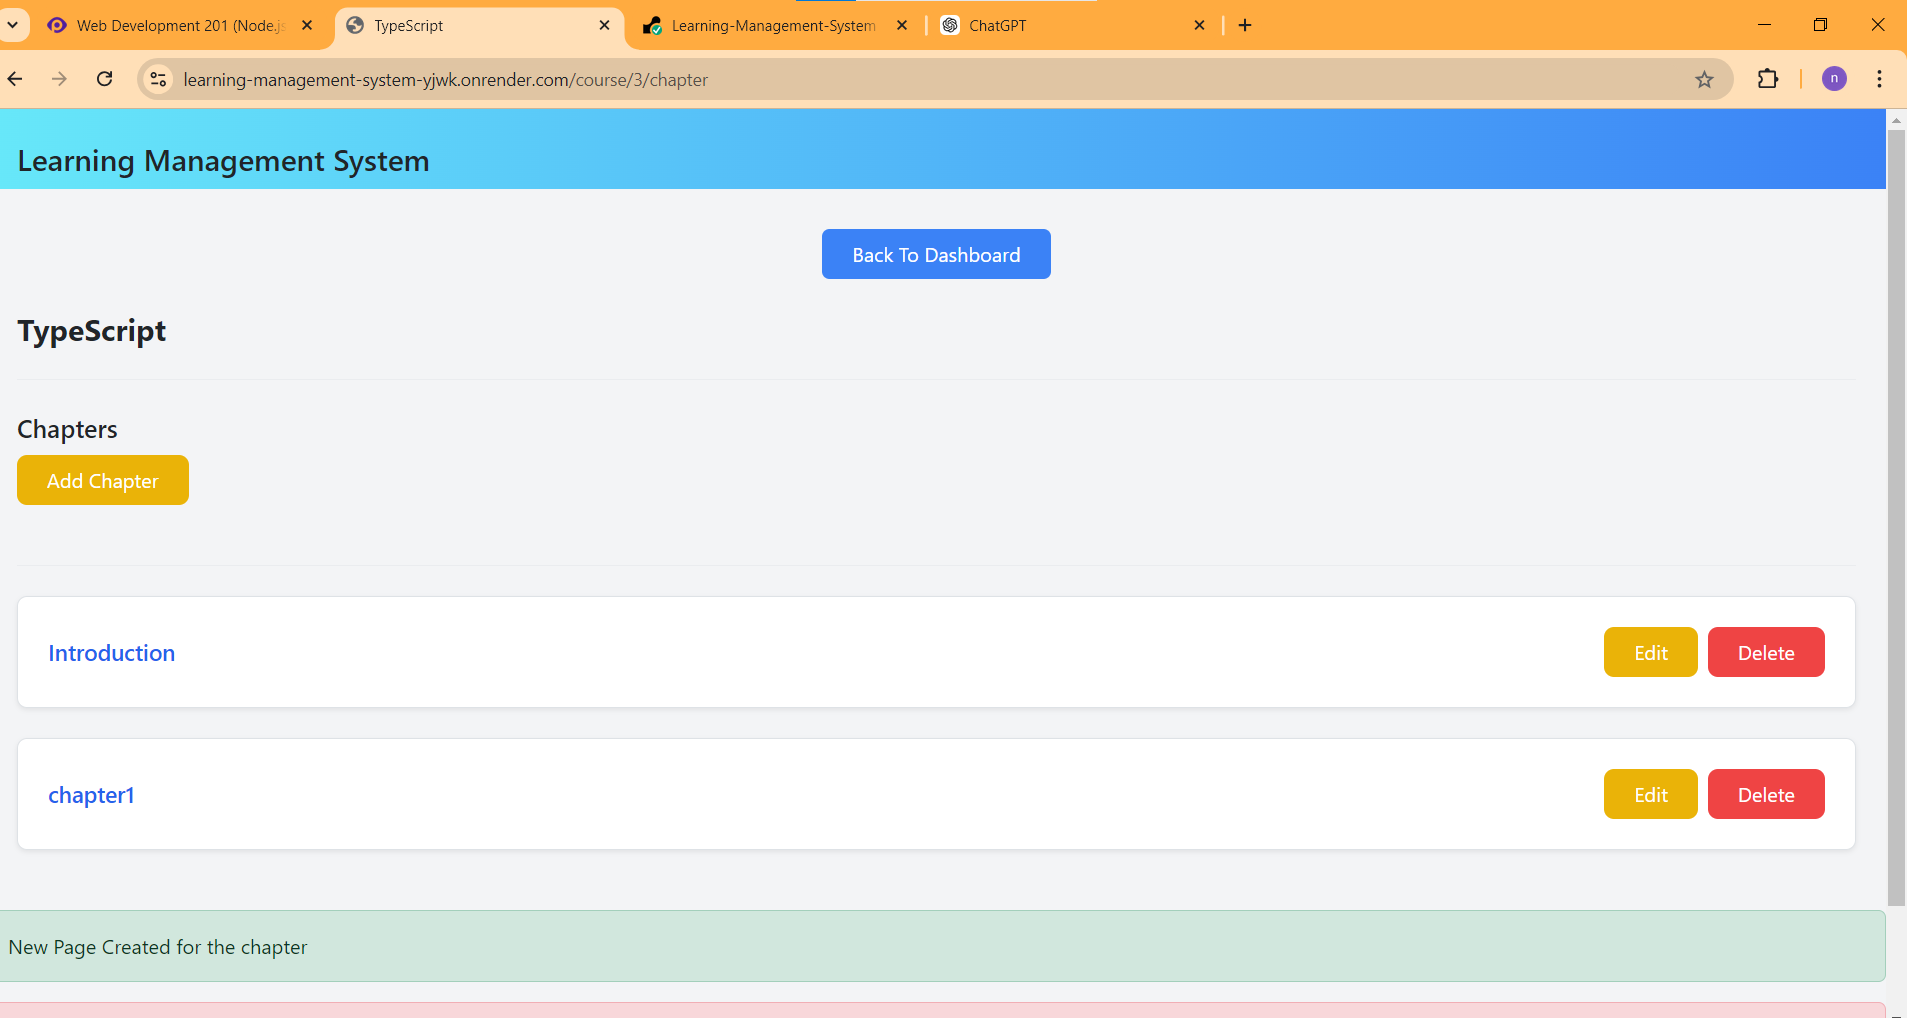 Web Development 201 (Node.js
TypeScript
Learning-Management-System
ChatGPT
learning-management-system-yjwk.onrender.com/course/3/chapter
n
Learning Management System
Back To Dashboard
TypeScript
Chapters
Add Chapter
Introduction
Edit
Delete
chapter1
Edit
Delete
New Page Created for the chapter